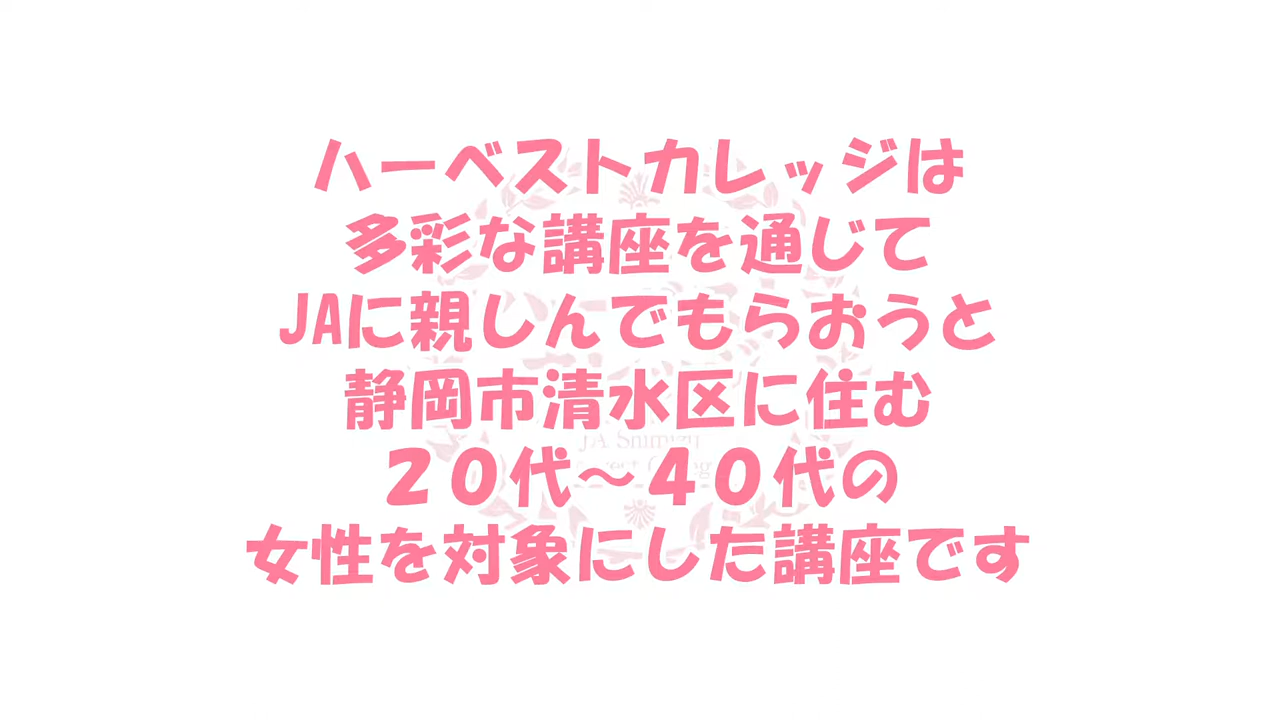 ハーベストカレッジは
多彩な講座を通じて
JAに親しんでもらおうと
静岡市清水区に住む
２０代～４０代の
女性を対象にした講座です
JA Shimizu